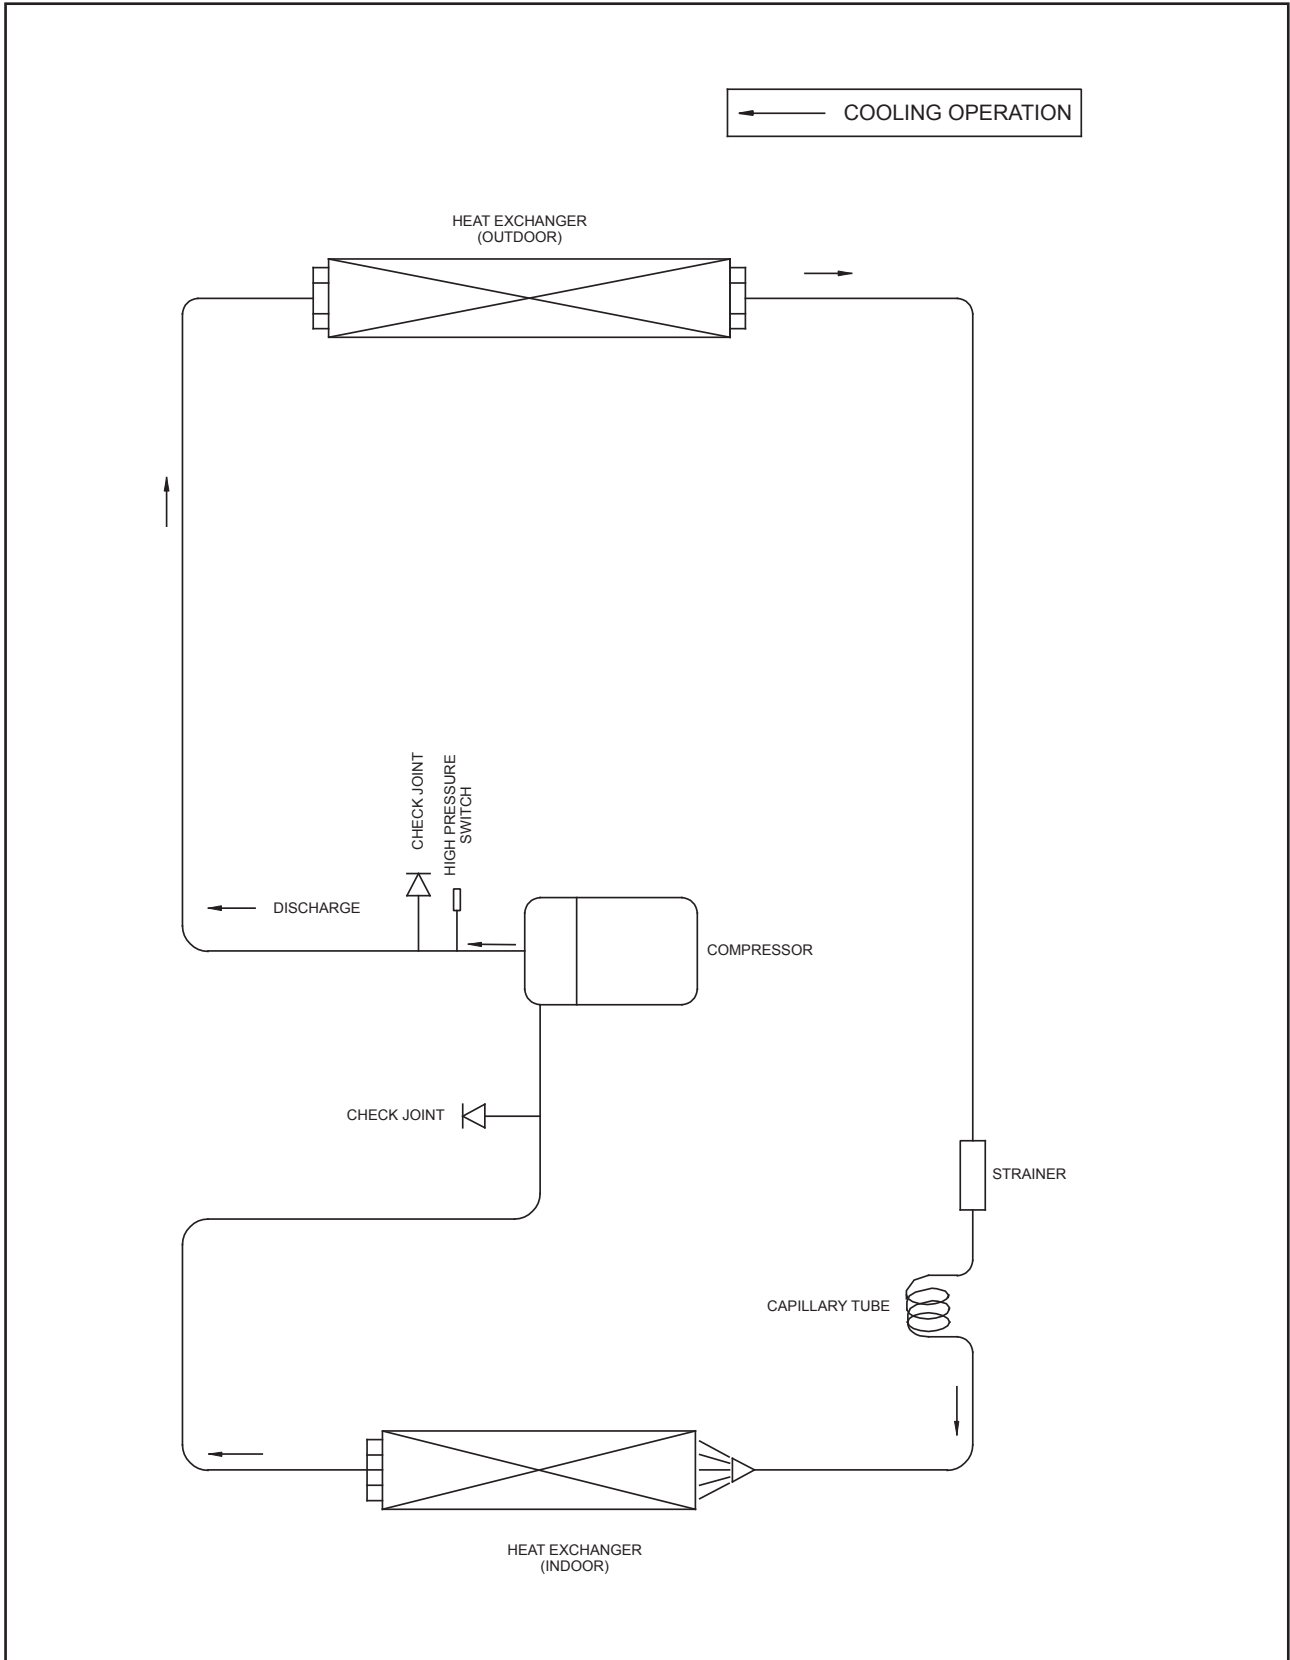 COOLING OPERATION
HEAT EXCHANGER
(OUTDOOR)
CHECK JOINT
HIGH PRESSURE
SWITCH
DISCHARGE
COMPRESSOR
CHECK JOINT
STRAINER
CAPILLARY TUBE
HEAT EXCHANGER
(INDOOR)